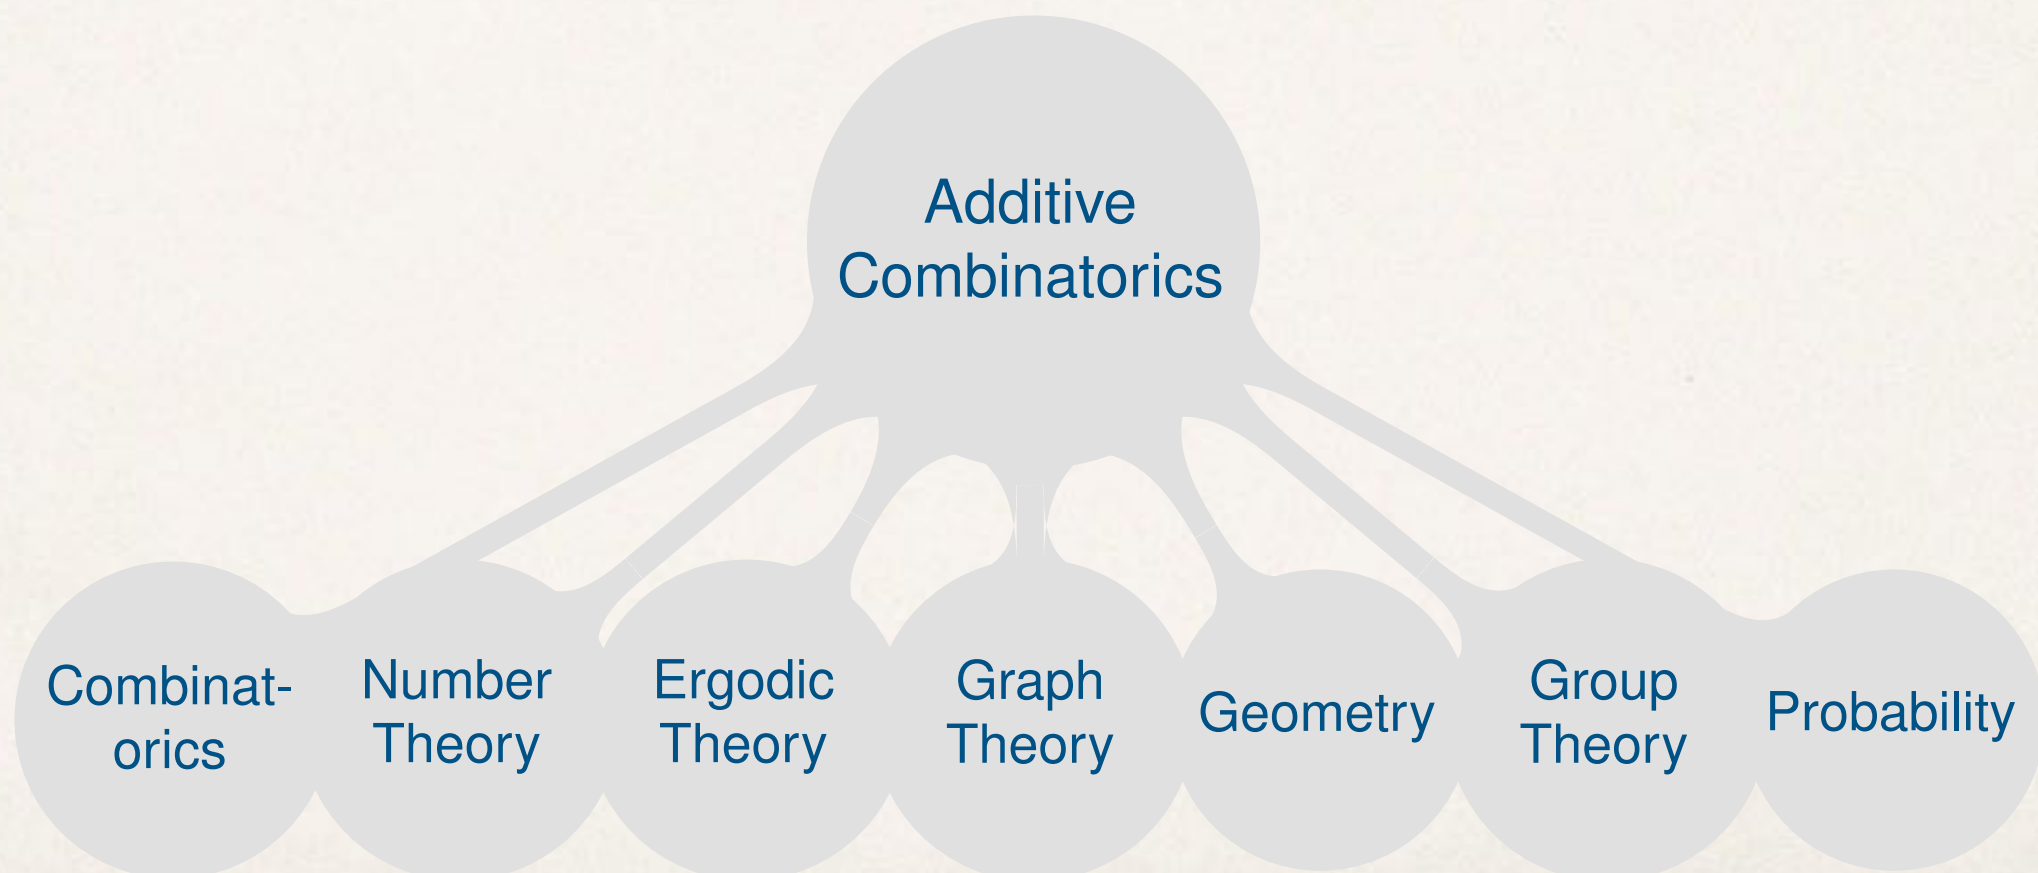 Additive
Combinatorics
Combinat-
orics
Number
Theory
Ergodic
Theory
Graph
Theory
Geometry
Group
Theory
Probability